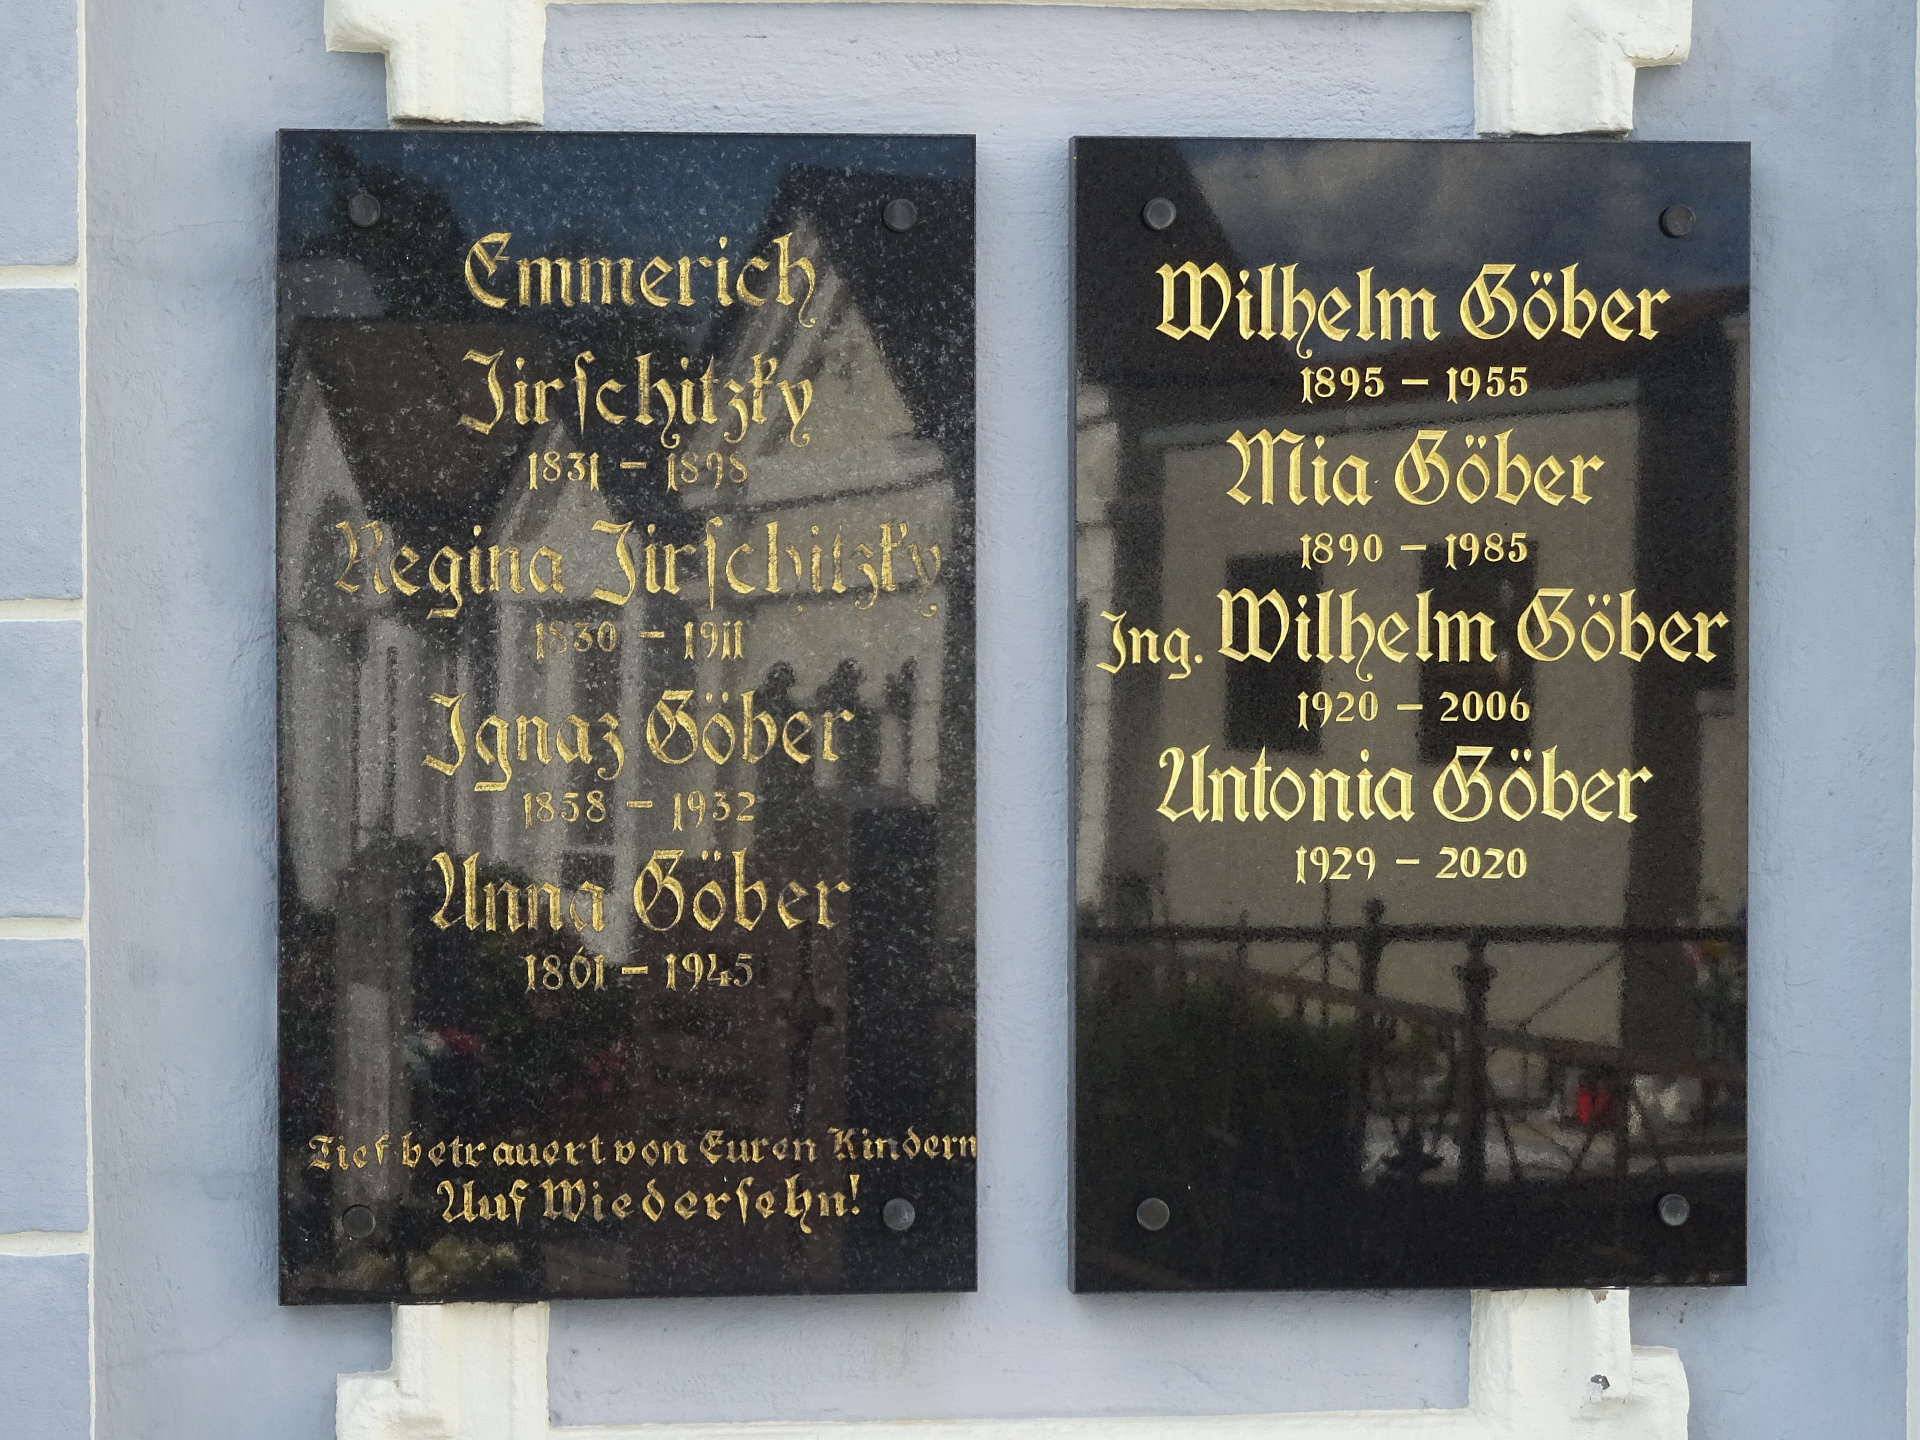 Emmerich
Jirschitzky
1831 – 1898
Regina Jirschitzky
1830 – 1911
Ignaz Göber
1858 – 1932
Anna Göber
1861 – 1945
Tief betrauert von Euren Kindern
Auf Wiedersehn!
Wilhelm Göber
1895 – 1955
Mia Göber
1890 – 1985
Ing. Wilhelm Göber
1920 – 2006
Antonia Göber
1929 – 2020